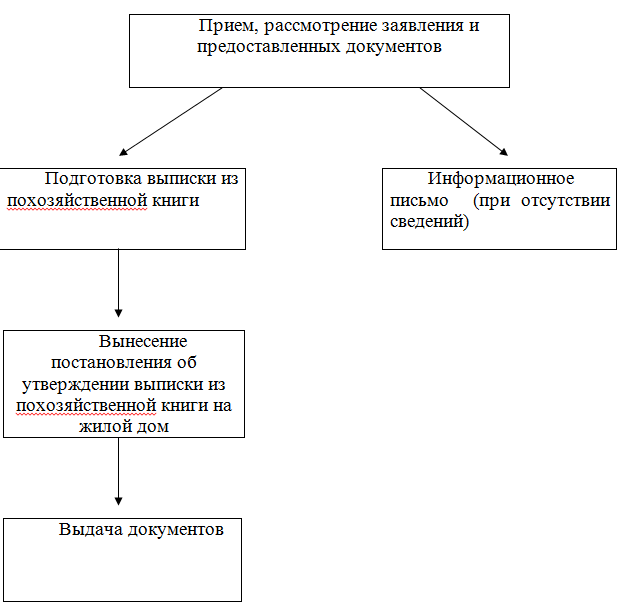 Прием, рассмотрение заявления и
предоставленных документов
Подготовка выписки из
похозяйственной книги
Информационное
письмо (при отсутствии
сведений)
Вынесение
постановления об
утверждении выписки из
похозяйственной книги на
жилой дом
Выдача документов